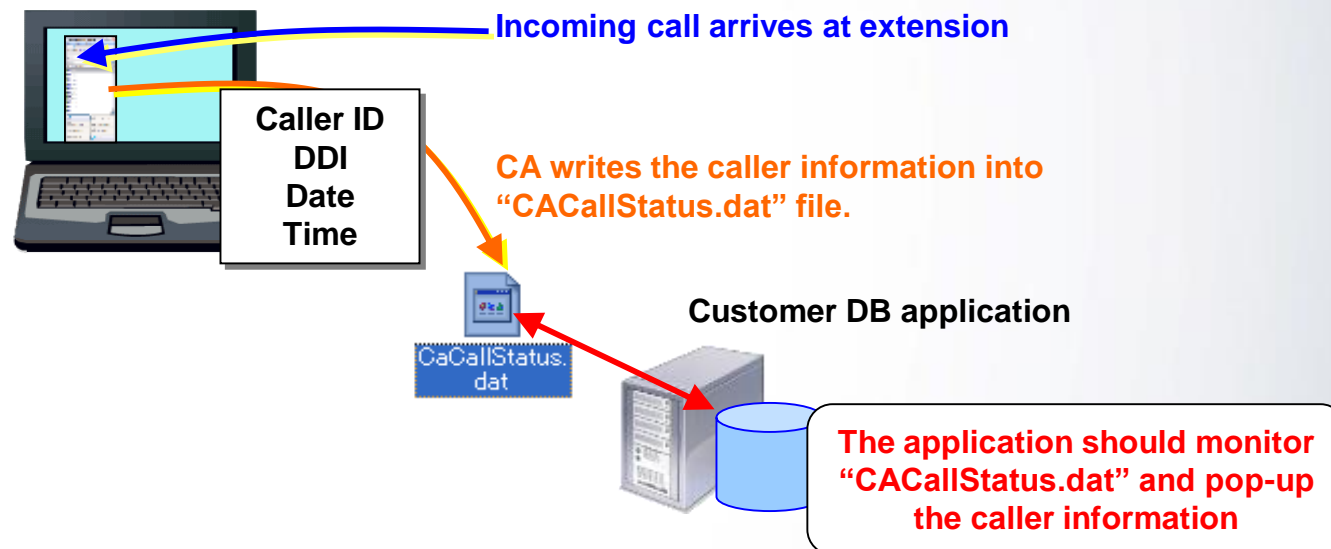 Incoming call arrives at extension
Caller ID
DDI
Date
Time
CA writes the caller information into
“CACallStatus.dat” file.
CaCallStatus.
dat
Customer DB application
The application should monitor
“CACallStatus.dat” and pop-up
the caller information